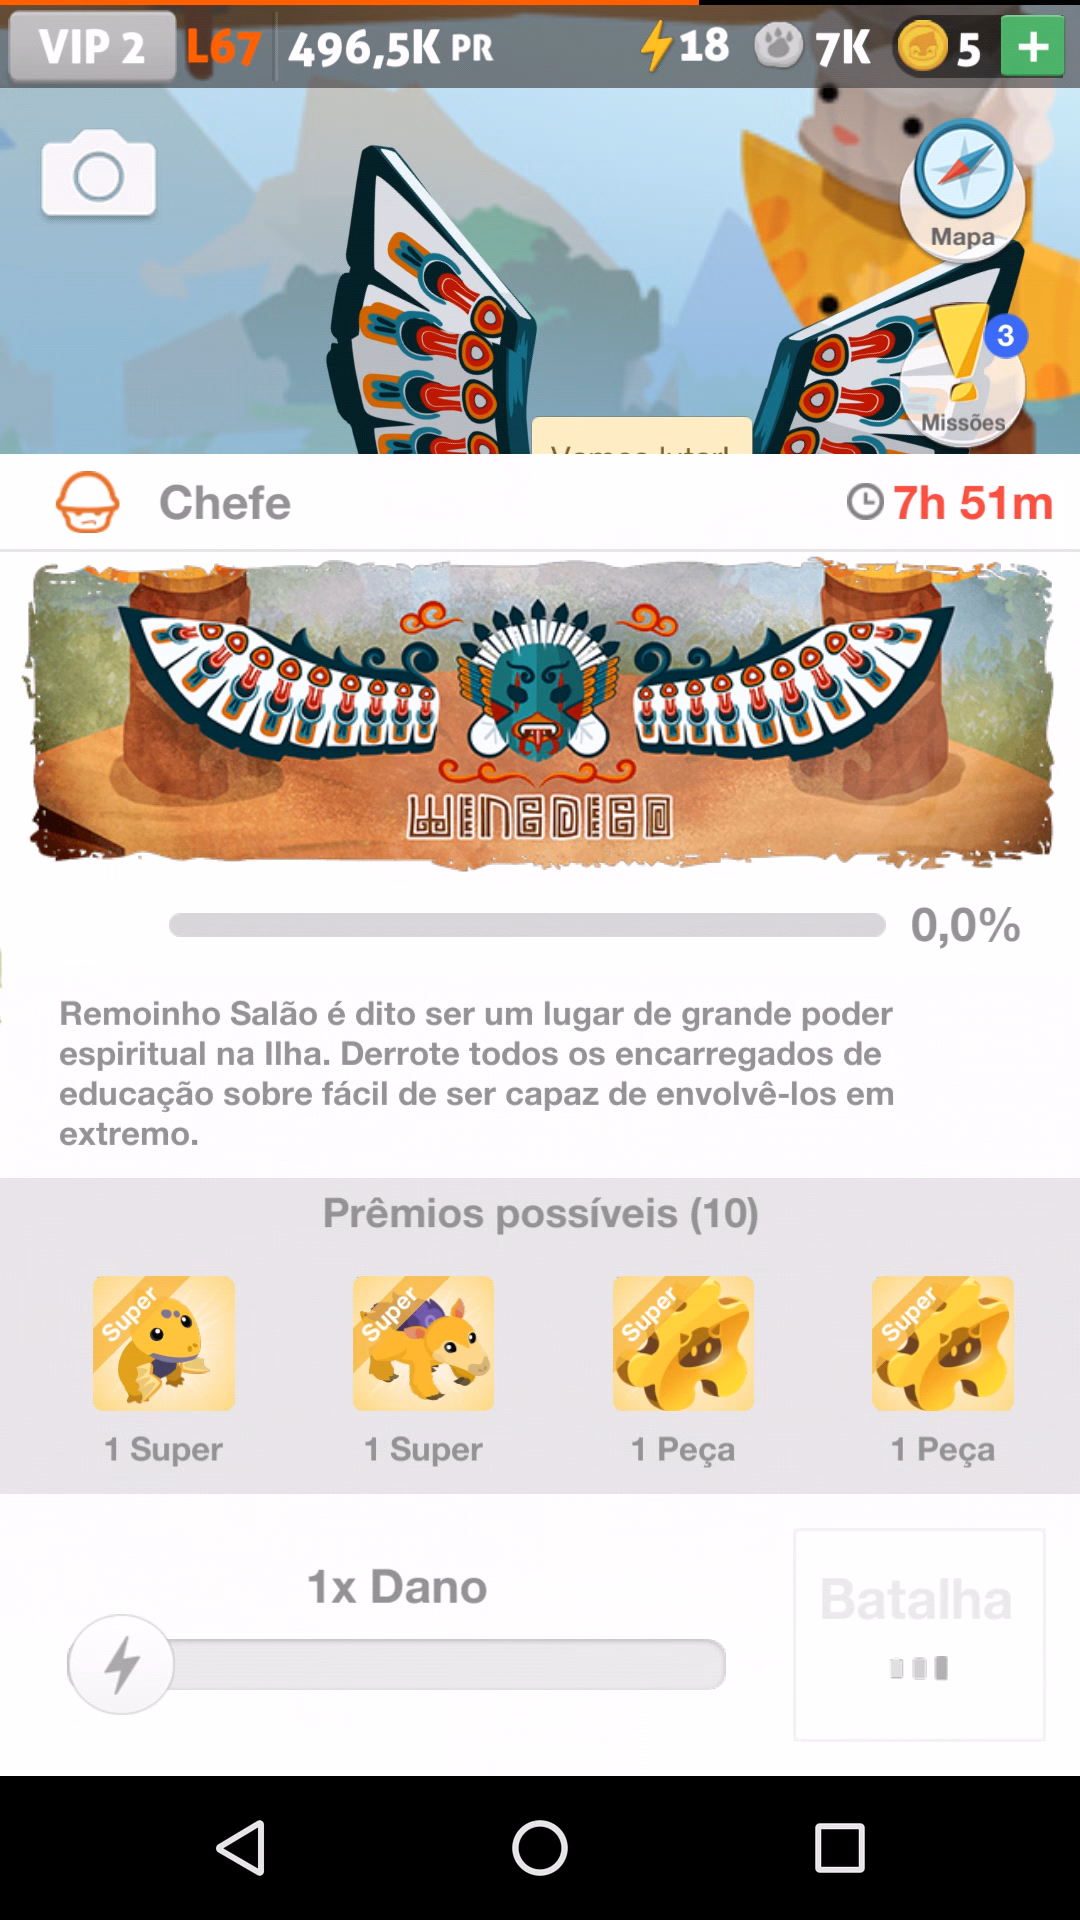 VIP 2 L67 496,5K PR 18 7K 5 +
Mapa
3
Missões
Vamos lutar!
Chefe 7h 51m
WENGDEGO
0,0%
Remoinho Salão é dito ser um lugar de grande poder
espiritual na Ilha. Derrote todos os encarregados de
educação sobre fácil de ser capaz de envolvê-los em
extremo.
Prêmios possíveis (10)
Super Super Super Super
1 Super 1 Super 1 Peça 1 Peça
1x Dano
Batalha